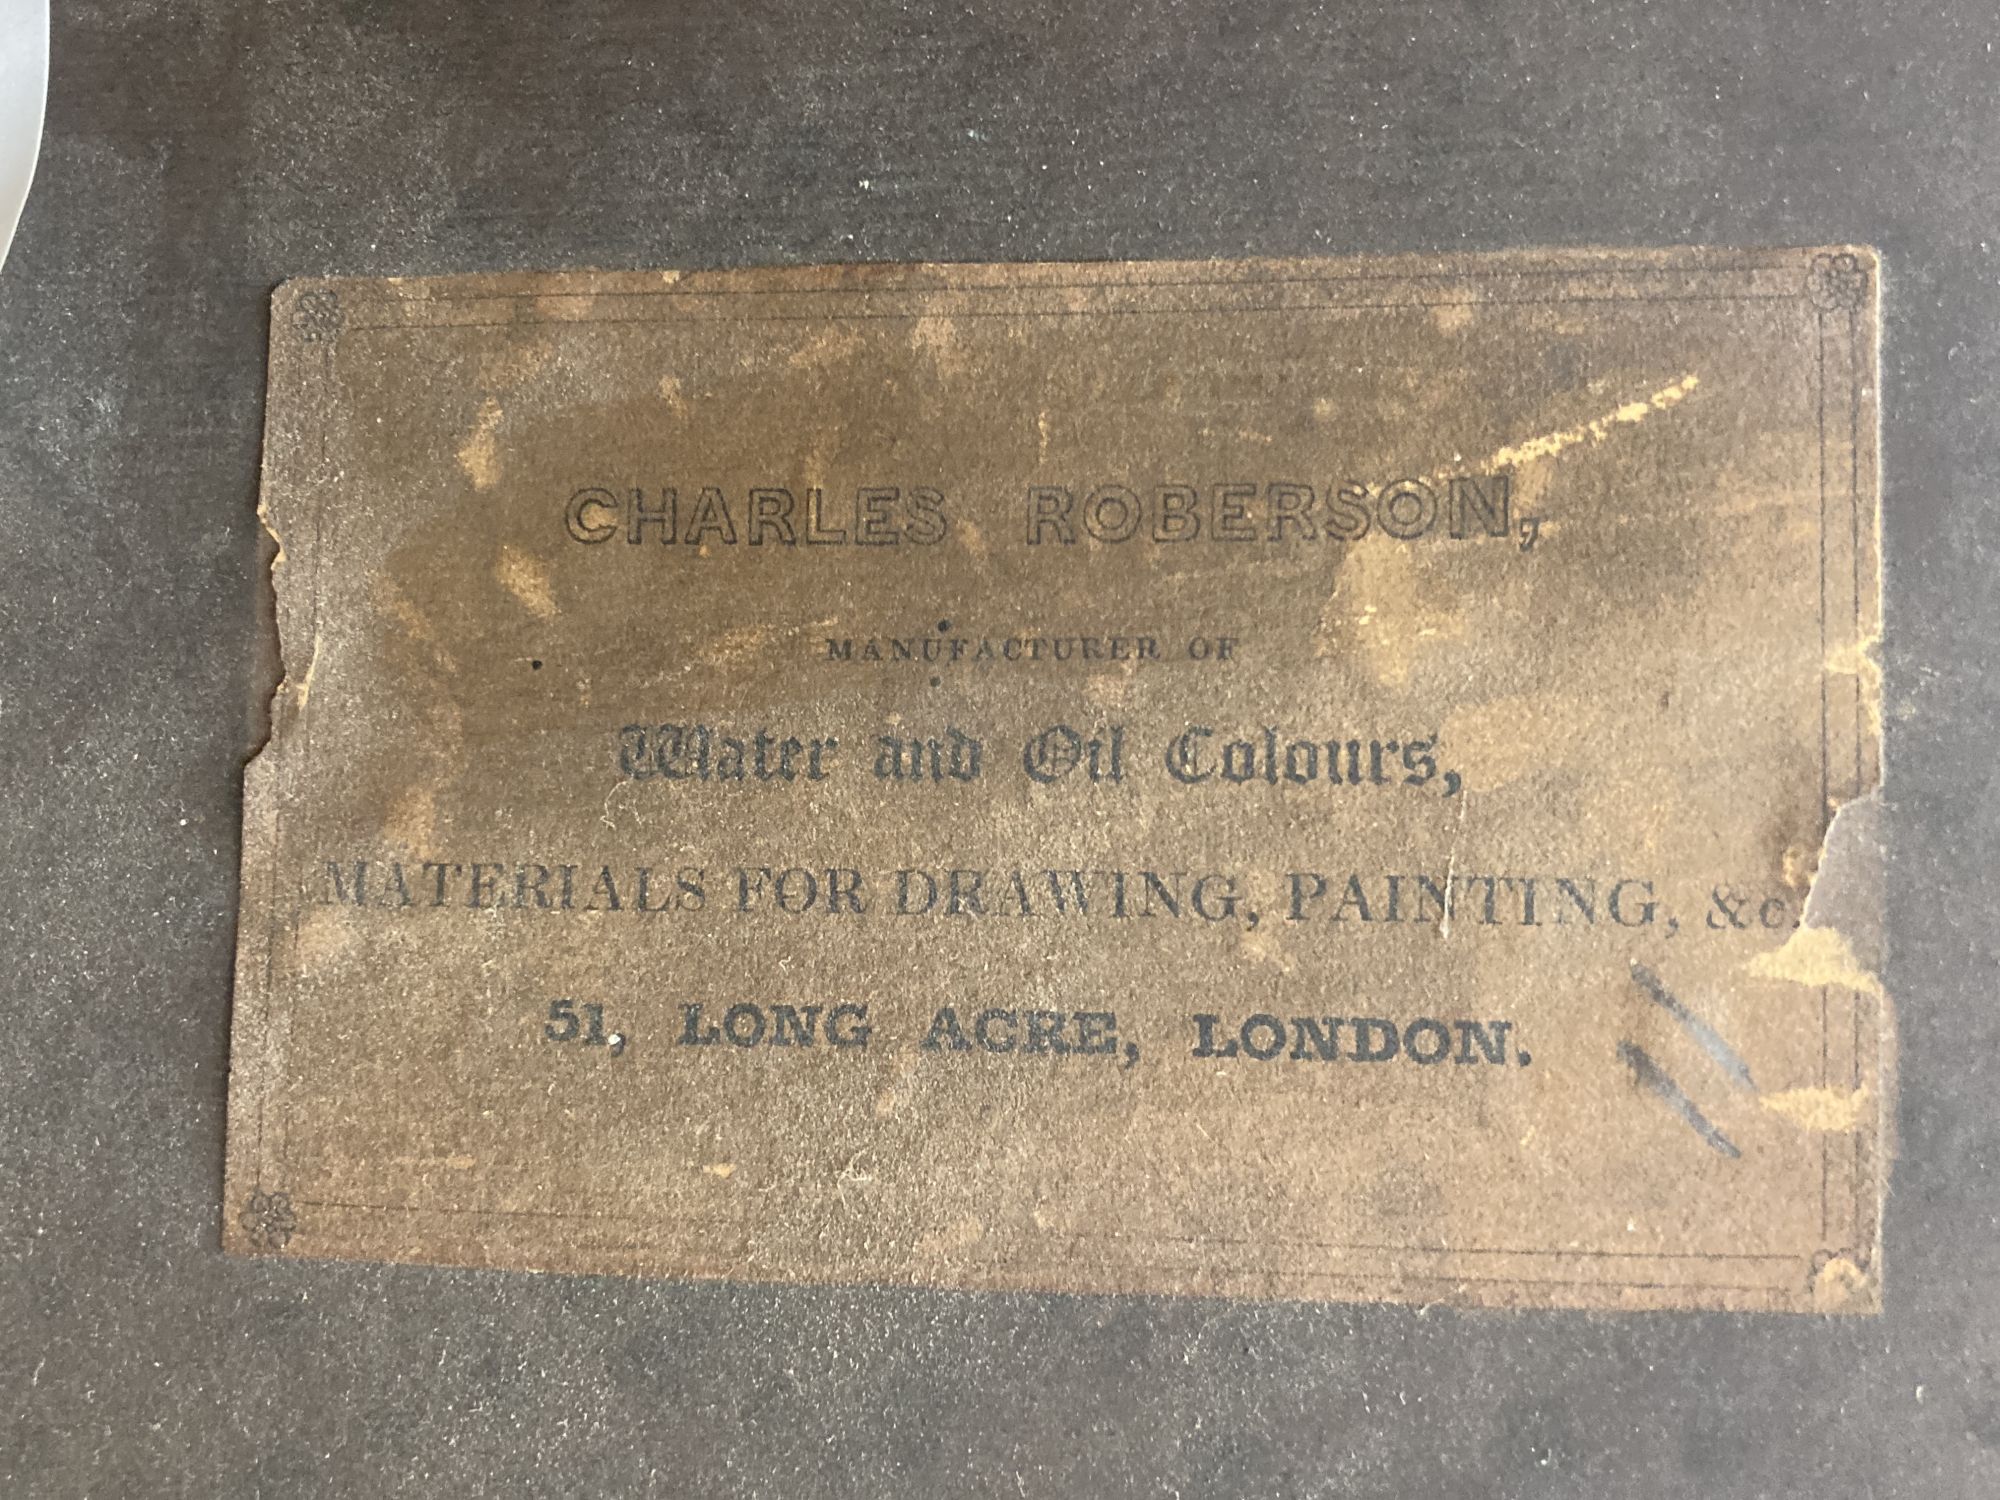 CHARLES ROBERSON,
MANUFACTURER OF
Water and Oil Colours,
MATERIALS FOR DRAWING, PAINTING, &c.
51, LONG ACRE, LONDON.